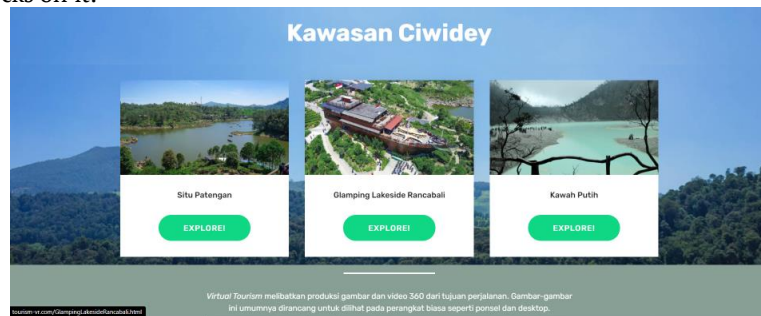 cks on it.
Kawasan Ciwidey
Situ Patengan
Glamping Lakeside Rancabali
Kawah Putih
EXPLORE!
EXPLORE!
EXPLORE!
Virtual Tourism melibatkan produksi gambar dan video 360 dari tujuan perjalanan. Gambar-gambar
ini umumnya dirancang untuk dilihat pada perangkat biasa seperti ponsel dan desktop.
tourism-vr.com/GlampingLakesideRancabali.html